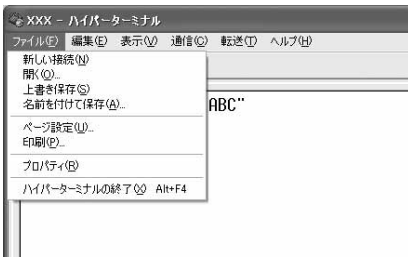 XXX - ハイパーターミナル
ファイル(F) 編集(E) 表示(V) 通信(C) 転送(T) ヘルプ(H)
新しい接続(N)
開く(O)...
上書き保存(S)
名前を付けて保存(A)...
ABC"
ページ設定(U)...
印刷(P)...
プロパティ(R)
ハイパーターミナルの終了(X) Alt+F4